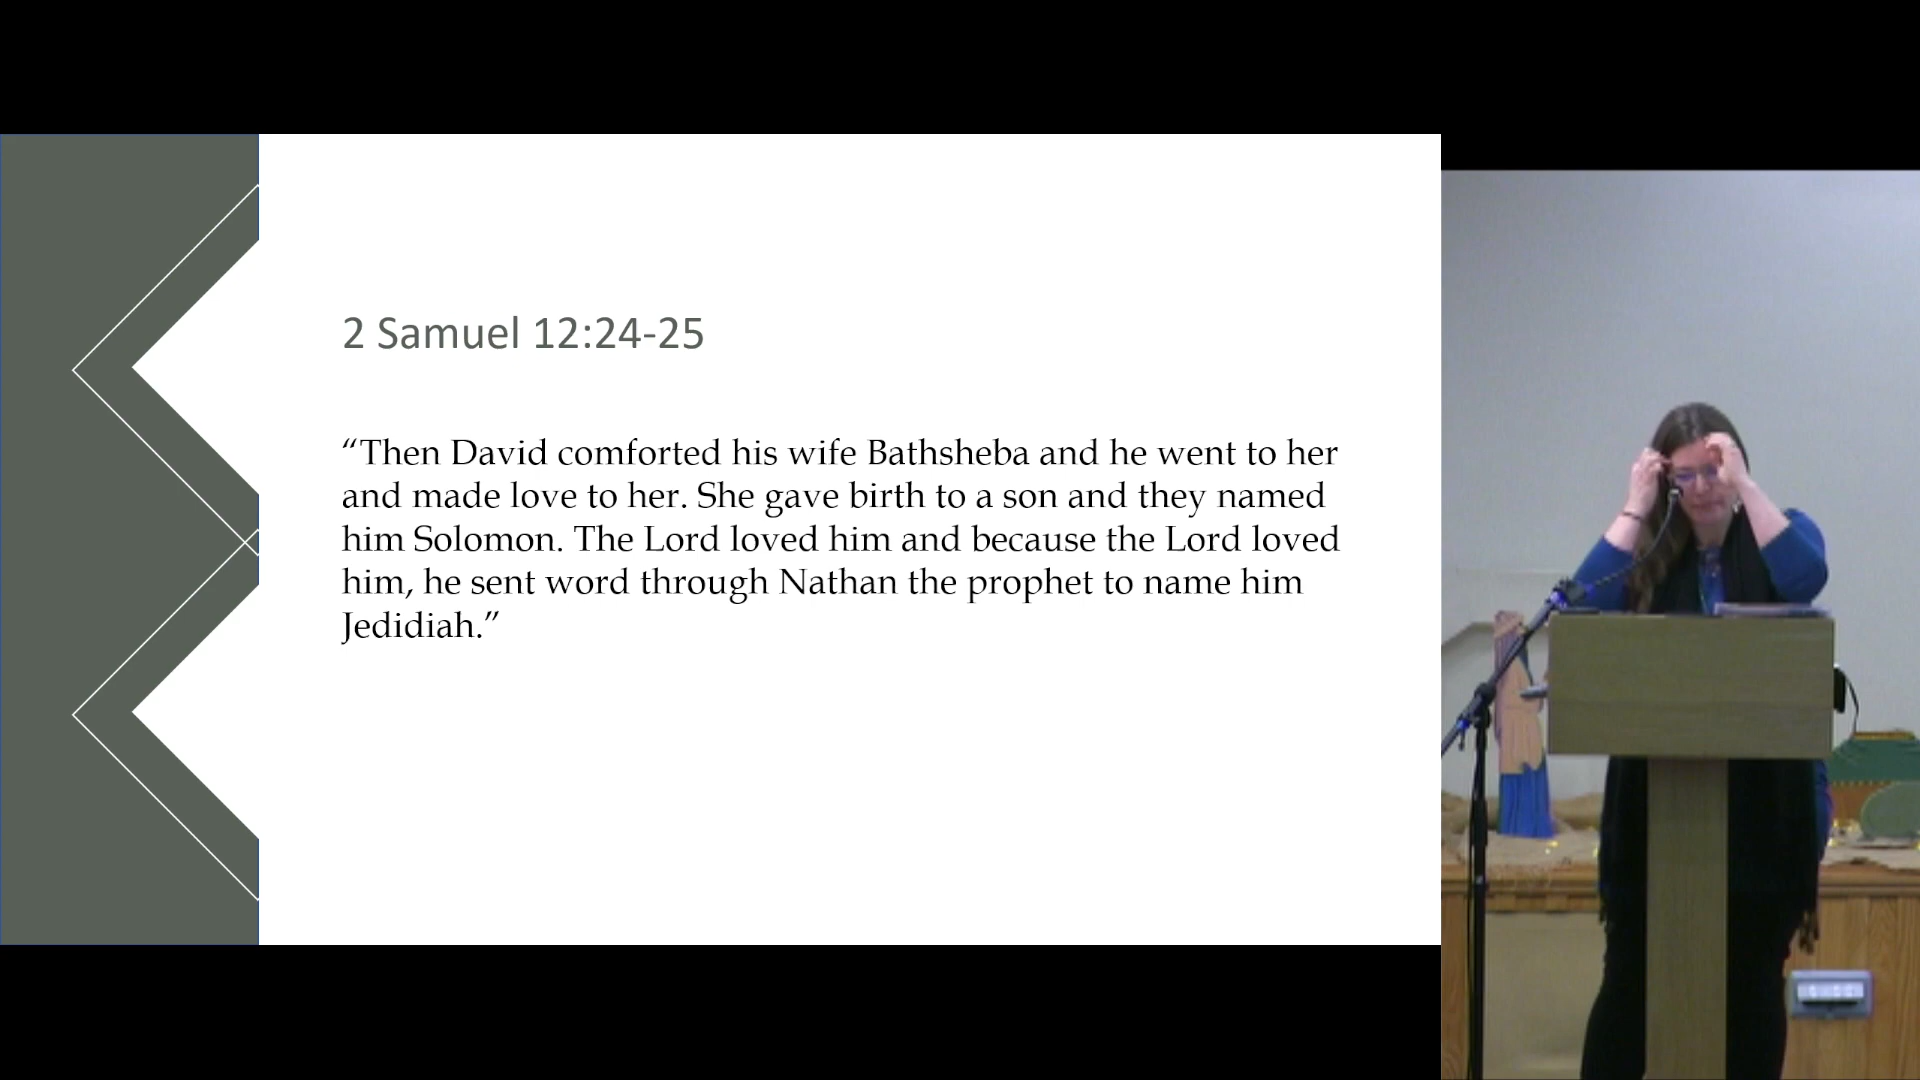 2 Samuel 12:24-25
“Then David comforted his wife Bathsheba and he went to her
and made love to her. She gave birth to a son and they named
him Solomon. The Lord loved him and because the Lord loved
him, he sent word through Nathan the prophet to name him
Jedidiah.”